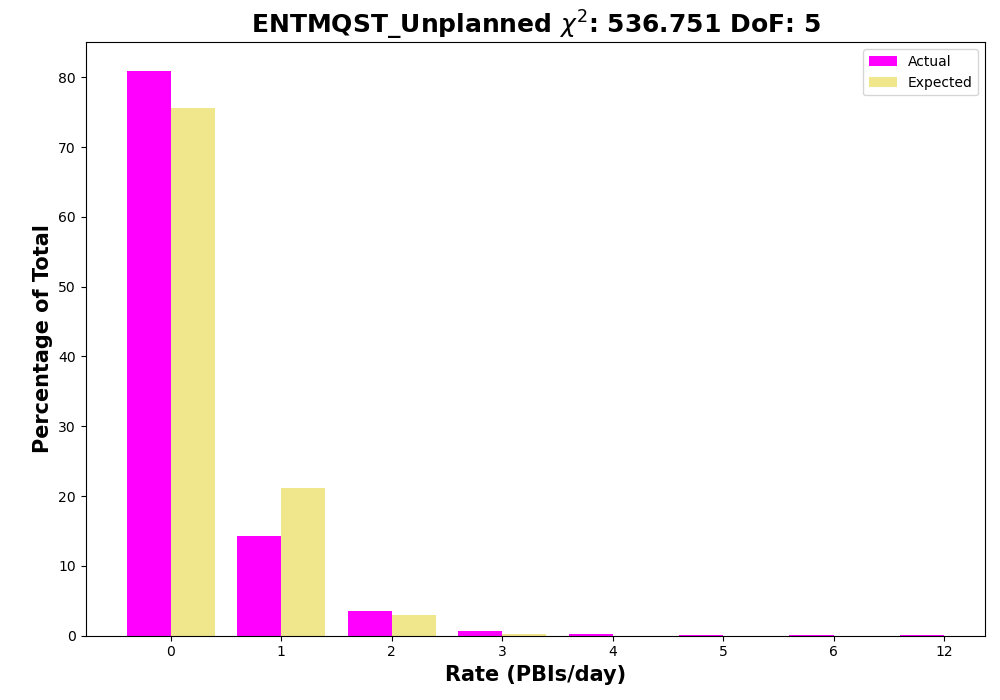 ENTMQST_Unplanned χ²: 536.751 DoF: 5
Actual
Expected
Percentage of Total
80
70
60
50
40
30
20
10
0
0 1 2 3 4 5 6 12
Rate (PBIs/day)